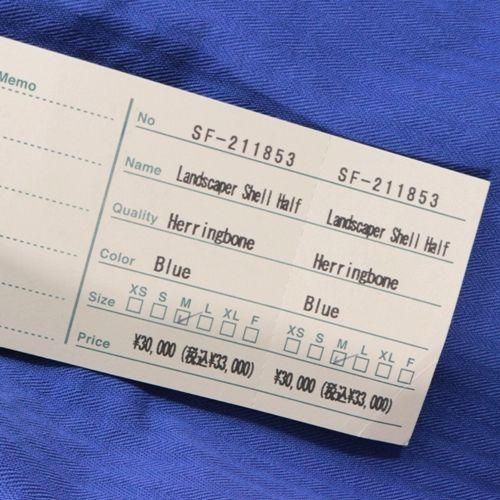 Memo
No SF-211853 SF-211853
Name Landscaper Shell Half Landscaper Shell Half
Quality Herringbone Herringbone
Color Blue Blue
Size XS S M L XL F XS S M L XL F
Price ¥30,000 (税込¥33,000) ¥30,000 (税込¥33,000)